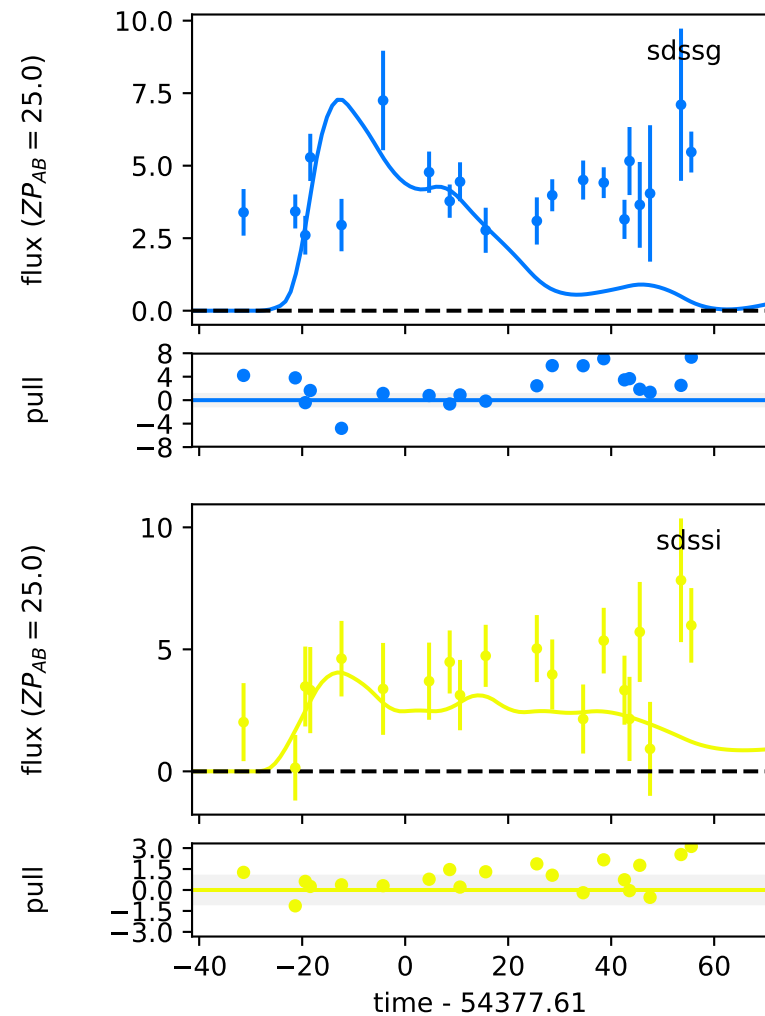 10.0
7.5
5.0
2.5
0.0
flux (ZP_AB = 25.0)
sdssg
8
4
0
−4
−8
pull
10
5
0
flux (ZP_AB = 25.0)
sdssi
3.0
1.5
0.0
−1.5
−3.0
pull
−40 −20 0 20 40 60
time - 54377.61